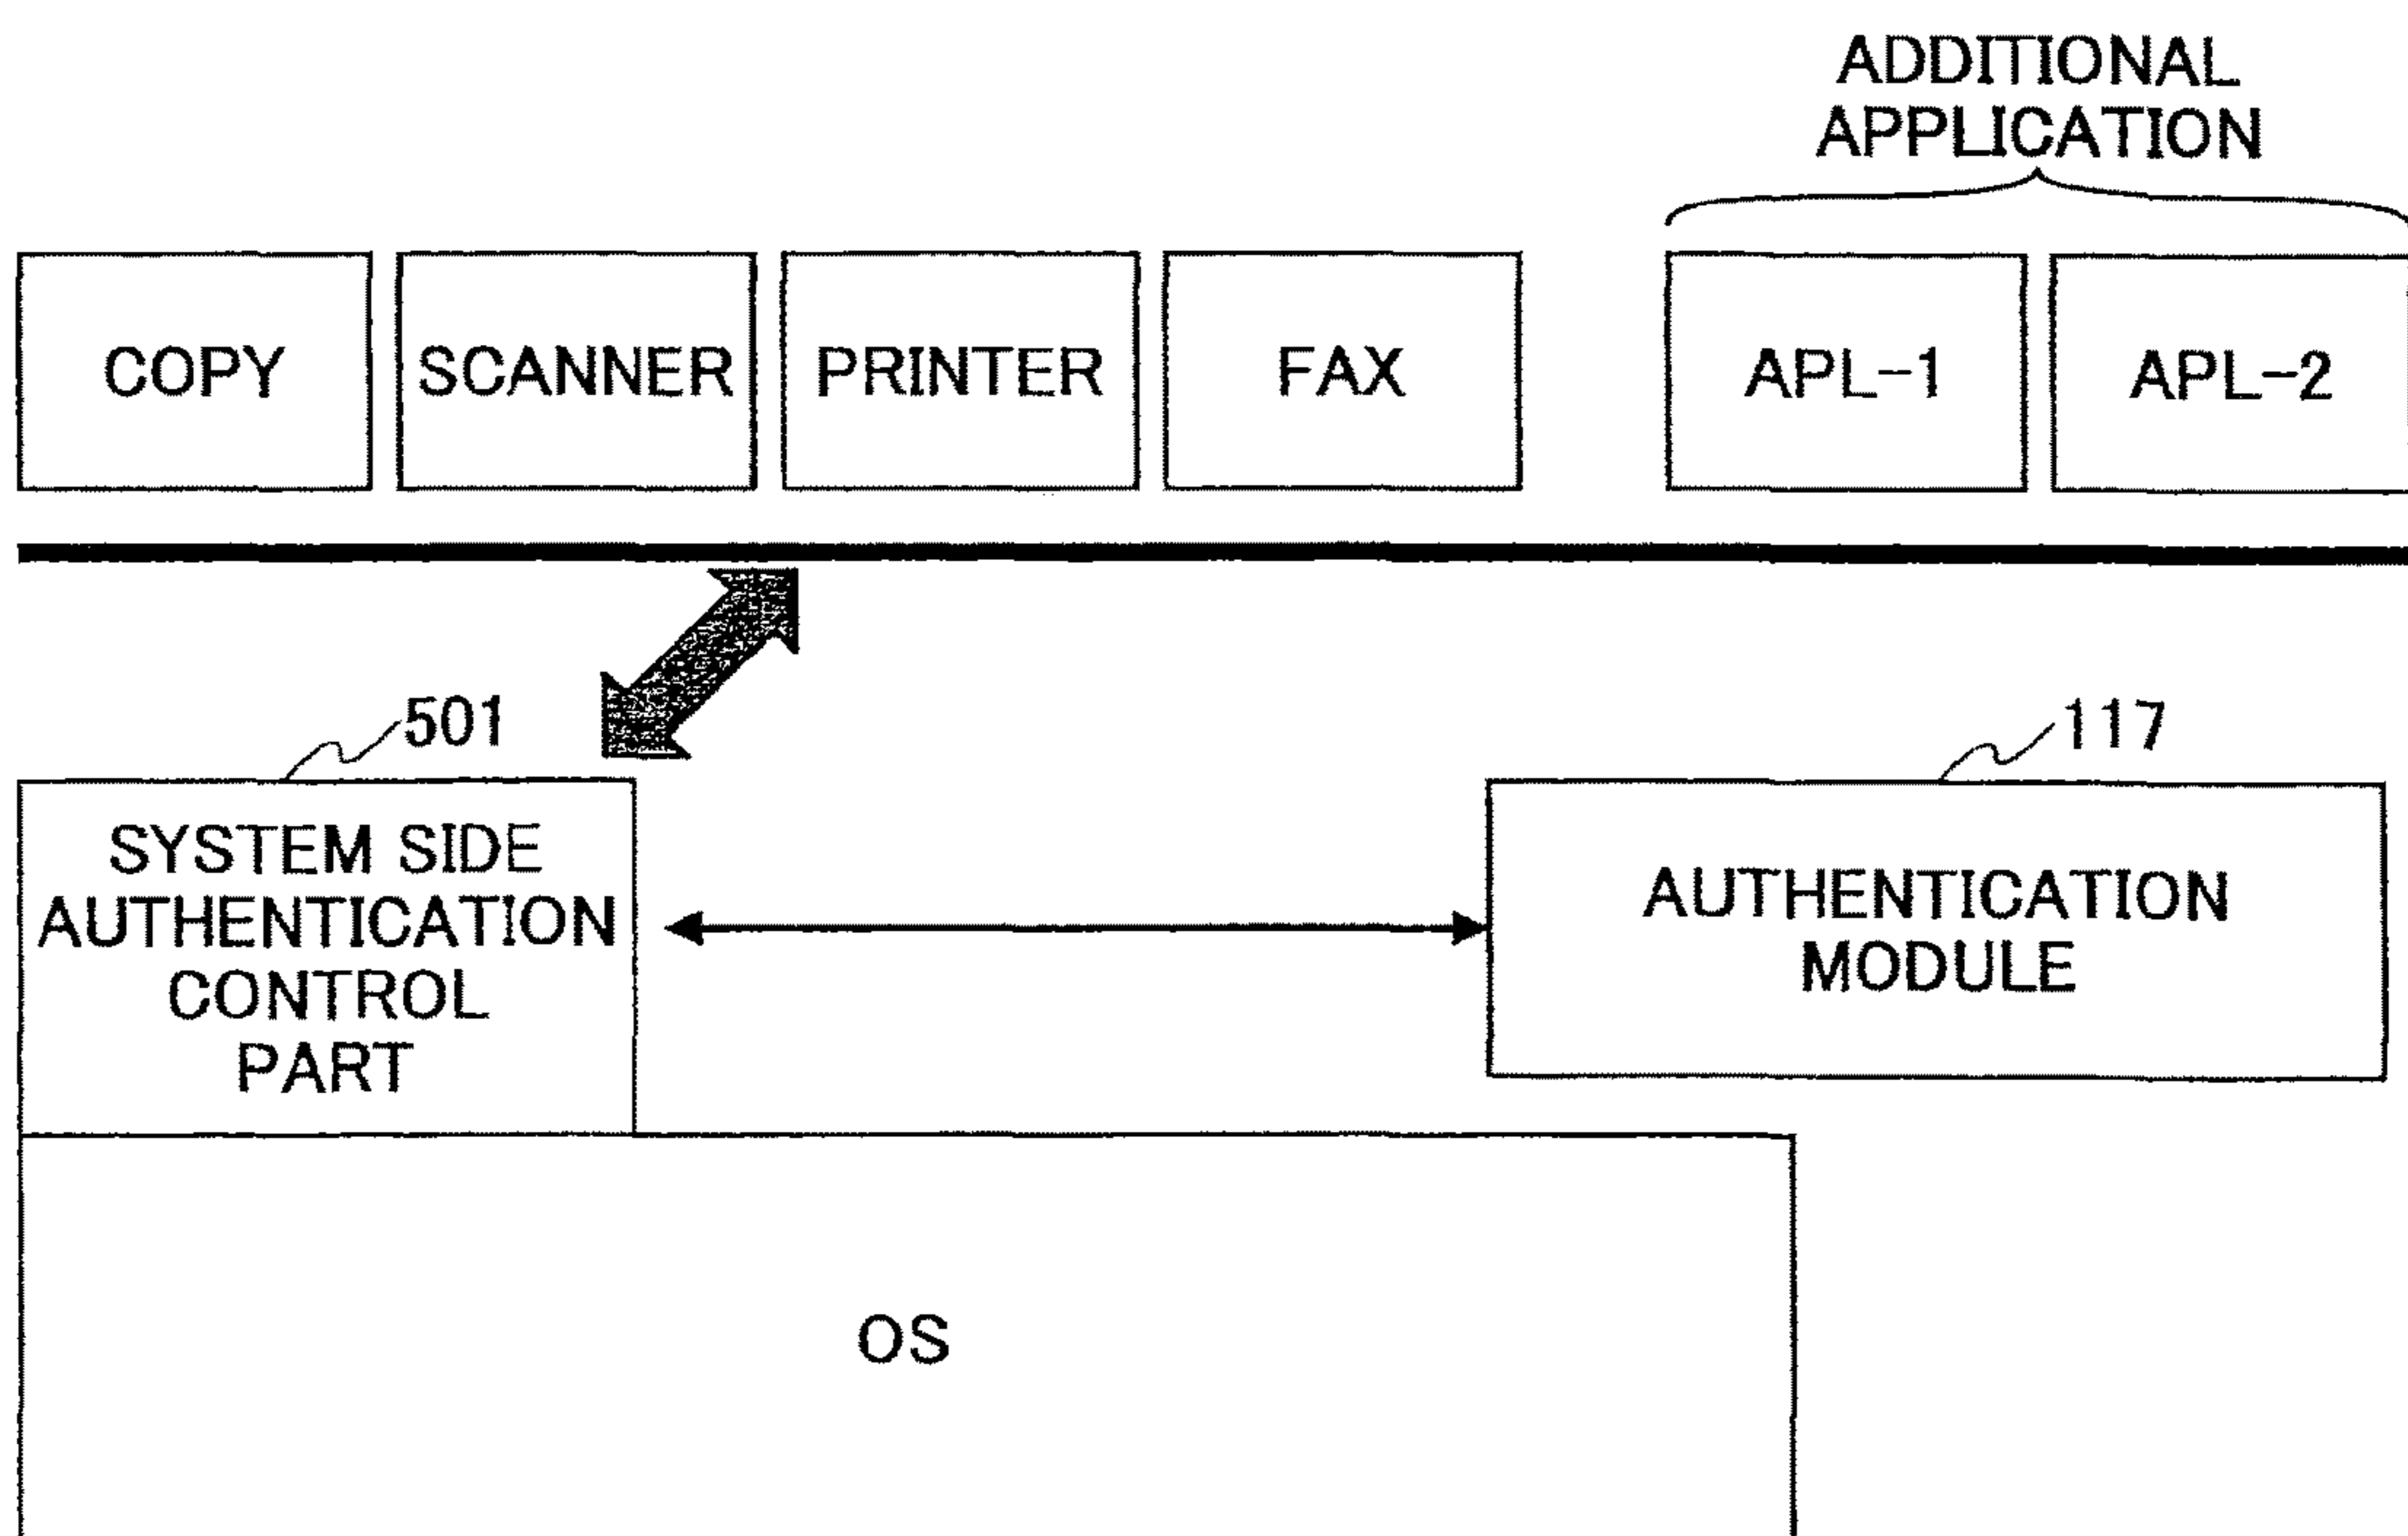 ADDITIONAL
APPLICATION
COPY
SCANNER
PRINTER
FAX
APL-1
APL-2
501
117
SYSTEM SIDE
AUTHENTICATION
CONTROL
PART
AUTHENTICATION
MODULE
OS